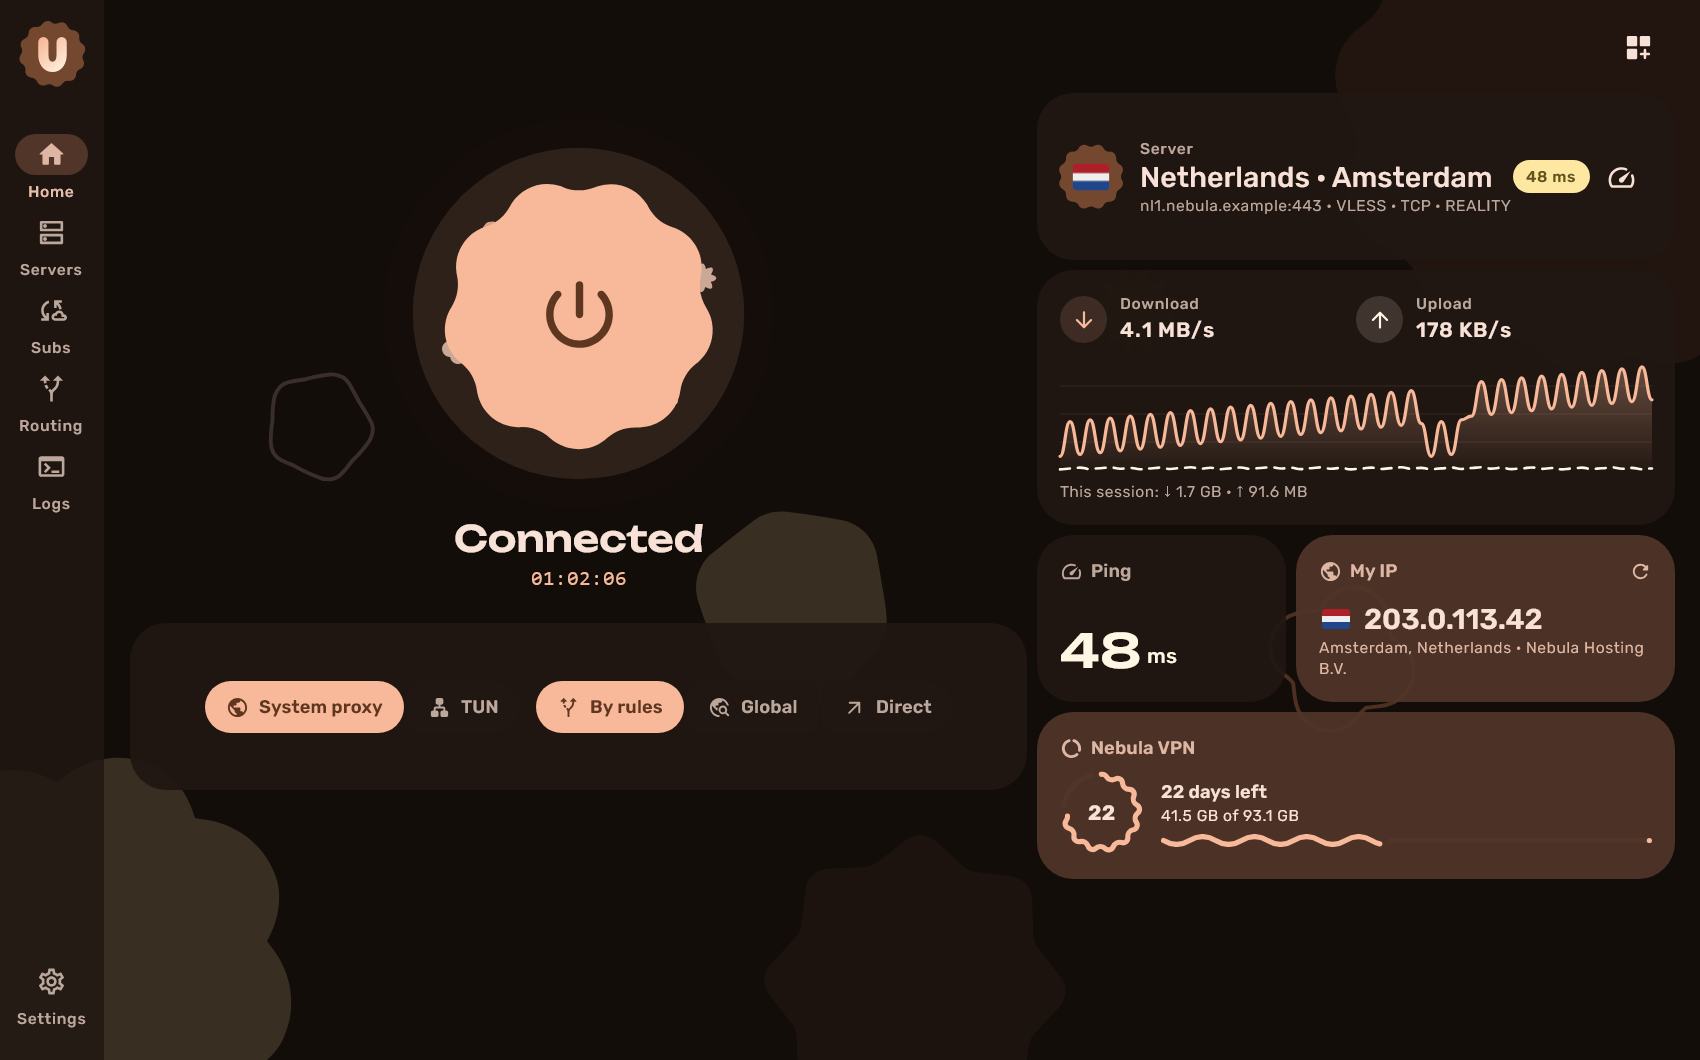 U
Home
Servers
Subs
Routing
Logs
Settings
Connected
01:02:06
System proxy
TUN
By rules
Global
Direct
Server
Netherlands • Amsterdam
48 ms
nl1.nebula.example:443 • VLESS • TCP • REALITY
Download
4.1 MB/s
Upload
178 KB/s
This session: ↓ 1.7 GB • ↑ 91.6 MB
Ping
48 ms
My IP
203.0.113.42
Amsterdam, Netherlands • Nebula Hosting
B.V.
Nebula VPN
22
22 days left
41.5 GB of 93.1 GB